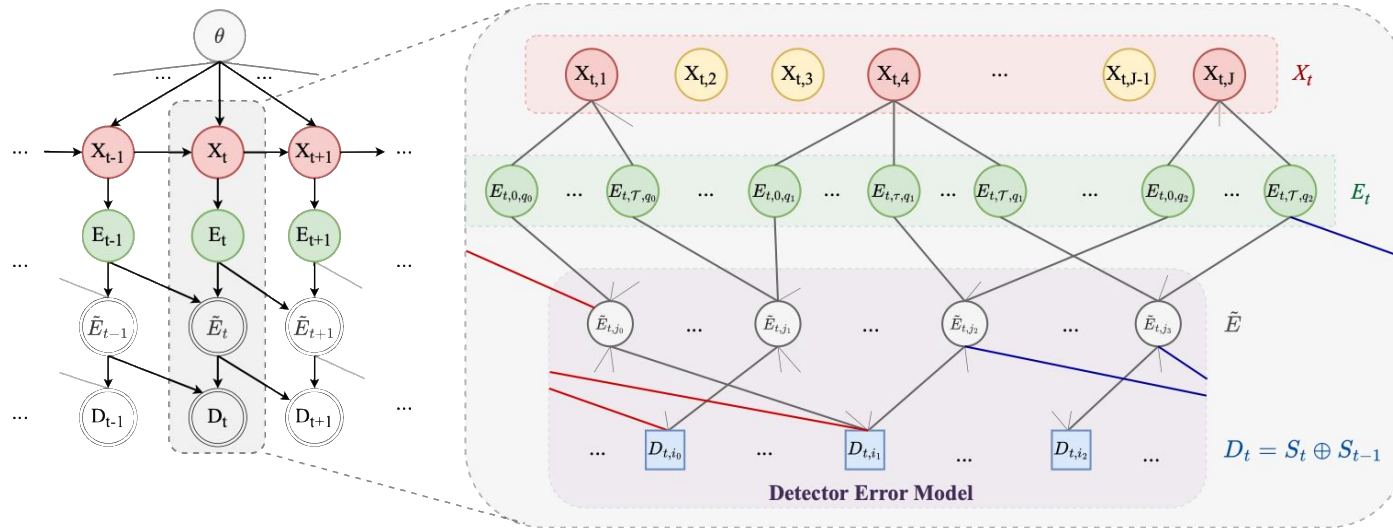 θ
... ...
... X_{t-1} X_t X_{t+1} ...
E_{t-1} E_t E_{t+1}
... ...
Ẽ_{t-1} Ẽ_t Ẽ_{t+1}
... D_{t-1} D_t D_{t+1} ...
X_{t,1} X_{t,2} X_{t,3} X_{t,4} ... X_{t,J-1} X_{t,J} X_t
E_{t,0,q_0} ... E_{t,𝒯,q_0} ... E_{t,0,q_1} ... E_{t,τ,q_1} ... E_{t,𝒯,q_1} ... E_{t,0,q_2} ... E_{t,𝒯,q_2} E_t
Ẽ_{t,j_0} ... Ẽ_{t,j_1} ... Ẽ_{t,j_2} ... Ẽ_{t,j_3} Ẽ
... D_{t,i_0} ... D_{t,i_1} ... D_{t,i_2} ... D_t = S_t ⊕ S_{t-1}
Detector Error Model